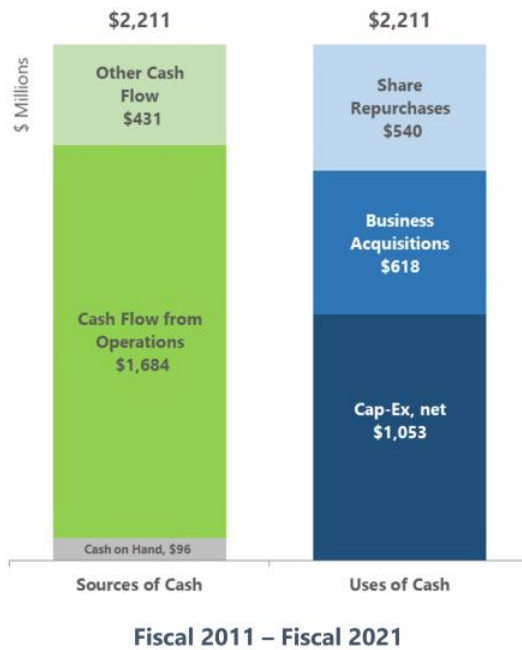 $2,211
$2,211
$ Millions
Other Cash
Flow
$431
Share
Repurchases
$540
Business
Acquisitions
$618
Cash Flow from
Operations
$1,684
Cap-Ex, net
$1,053
Cash on Hand, $96
Sources of Cash
Uses of Cash
Fiscal 2011 – Fiscal 2021